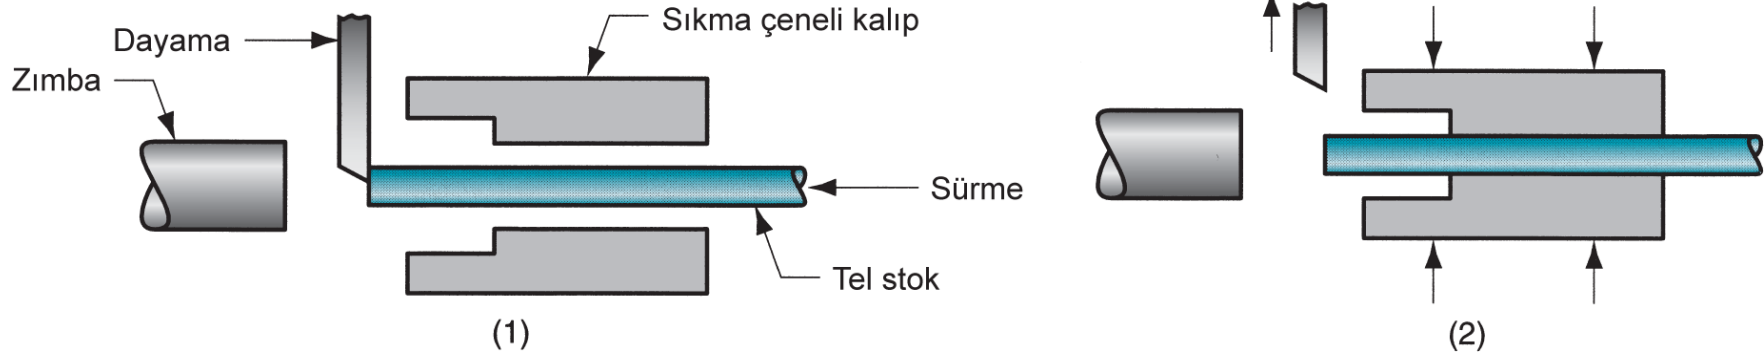 Sıkma çeneli kalıp
Dayama
Zımba
Sürme
Tel stok
(1)
(2)